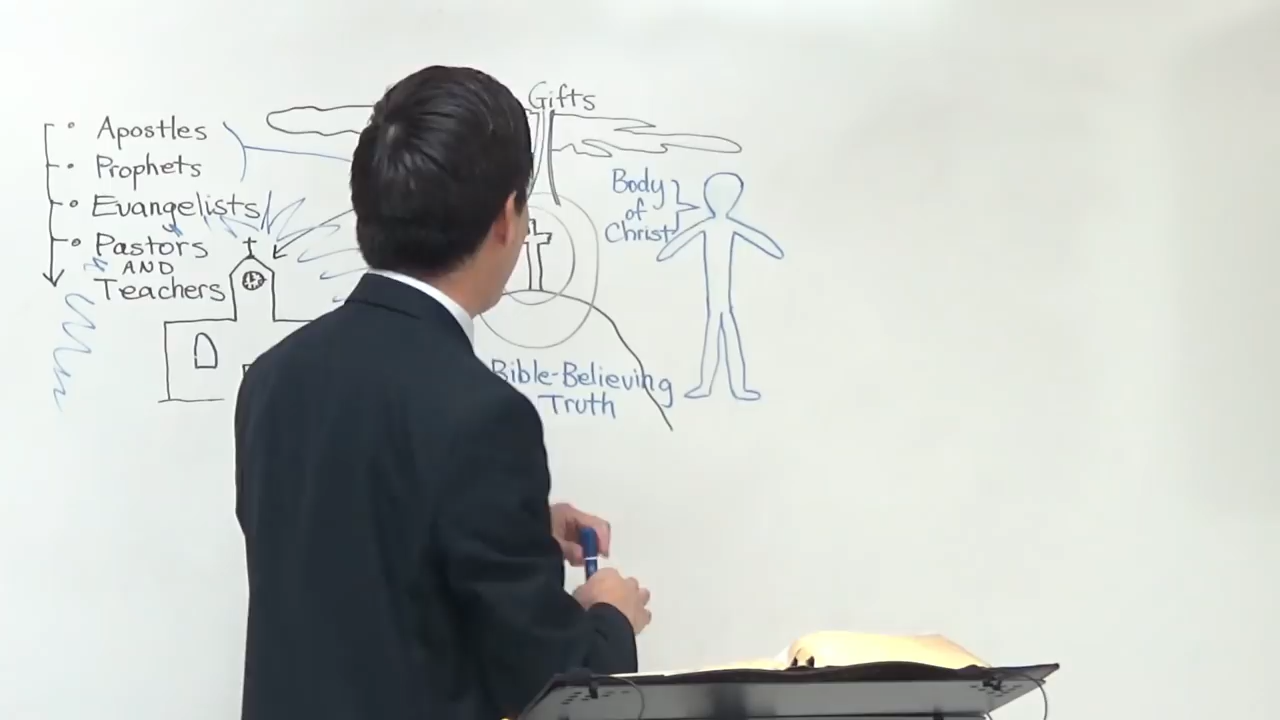 Gifts
• Apostles
• Prophets
• Evangelists
• Pastors
AND
Teachers
Body
of
Christ
Bible-Believing
Truth